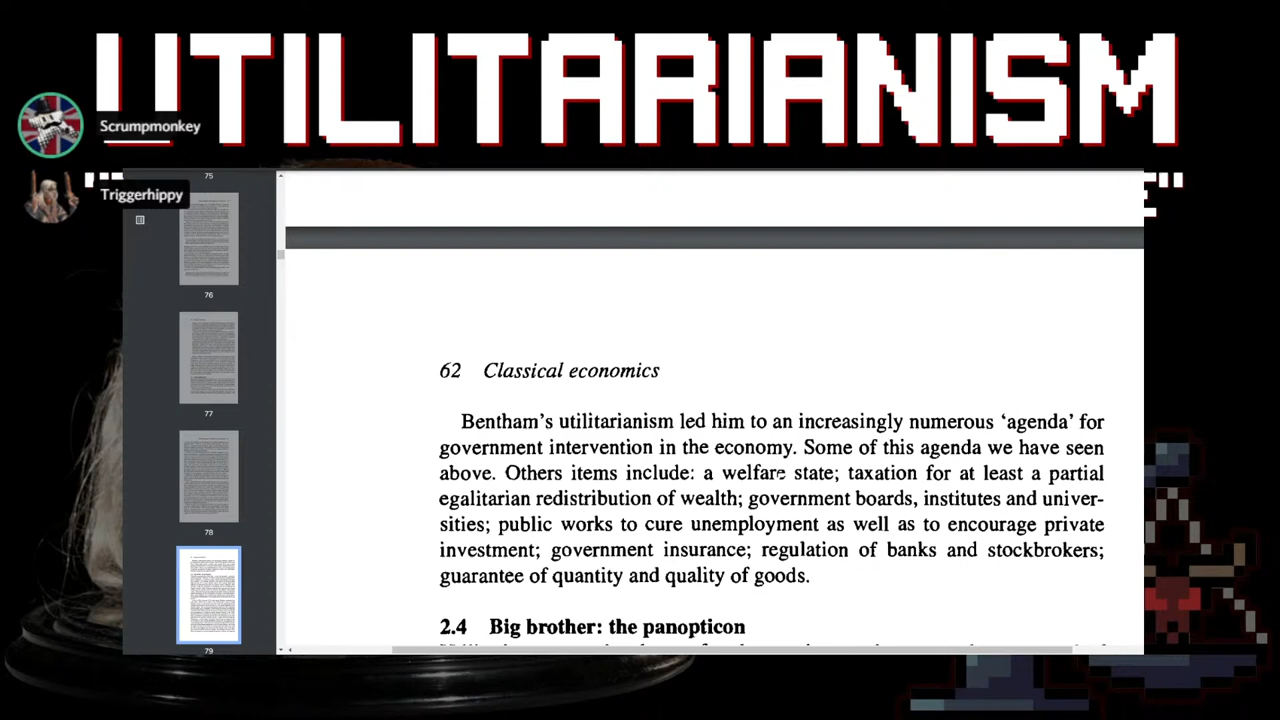 UTILITARIANISM
Scrumpmonkey
Triggerhippy
75
76
77
78
79
62 Classical economics
Bentham's utilitarianism led him to an increasingly numerous 'agenda' for
government intervention in the economy. Some of this agenda we have seen
above. Others items include: a welfare state; taxation for at least a partial
egalitarian redistribution of wealth; government boards, institutes and univer-
sities; public works to cure unemployment as well as to encourage private
investment; government insurance; regulation of banks and stockbrokers;
guarantee of quantity and quality of goods.
2.4 Big brother: the panopticon